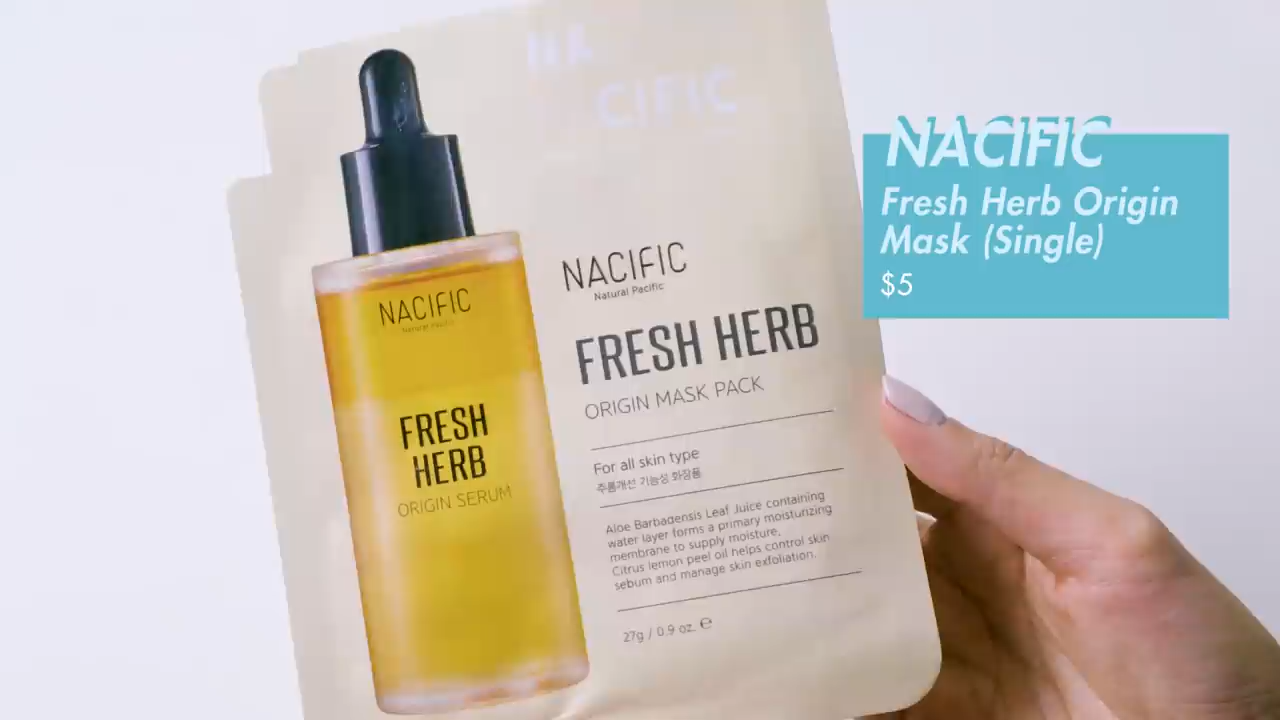 NA
CIFIC
NACIFIC
Natural Pacific
FRESH
HERB
ORIGIN SERUM
NACIFIC
Natural Pacific
FRESH HERB
ORIGIN MASK PACK
For all skin type
주름개선 기능성 화장품
Aloe Barbadensis Leaf Juice containing
water layer forms a primary moisturizing
membrane to supply moisture.
Citrus lemon peel oil helps control skin
sebum and manage skin exfoliation.
27g / 0.9 oz. ℮
NACIFIC
Fresh Herb Origin
Mask (Single)
$5